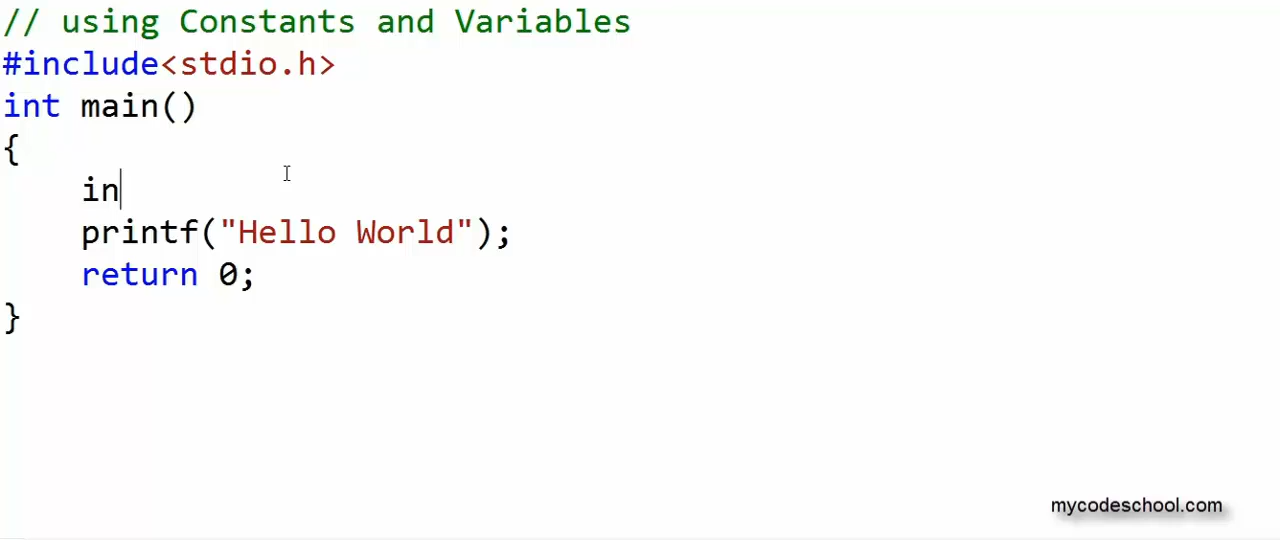 // using Constants and Variables
#include<stdio.h>
int main()
{
    in
    printf("Hello World");
    return 0;
}
mycodeschool.com